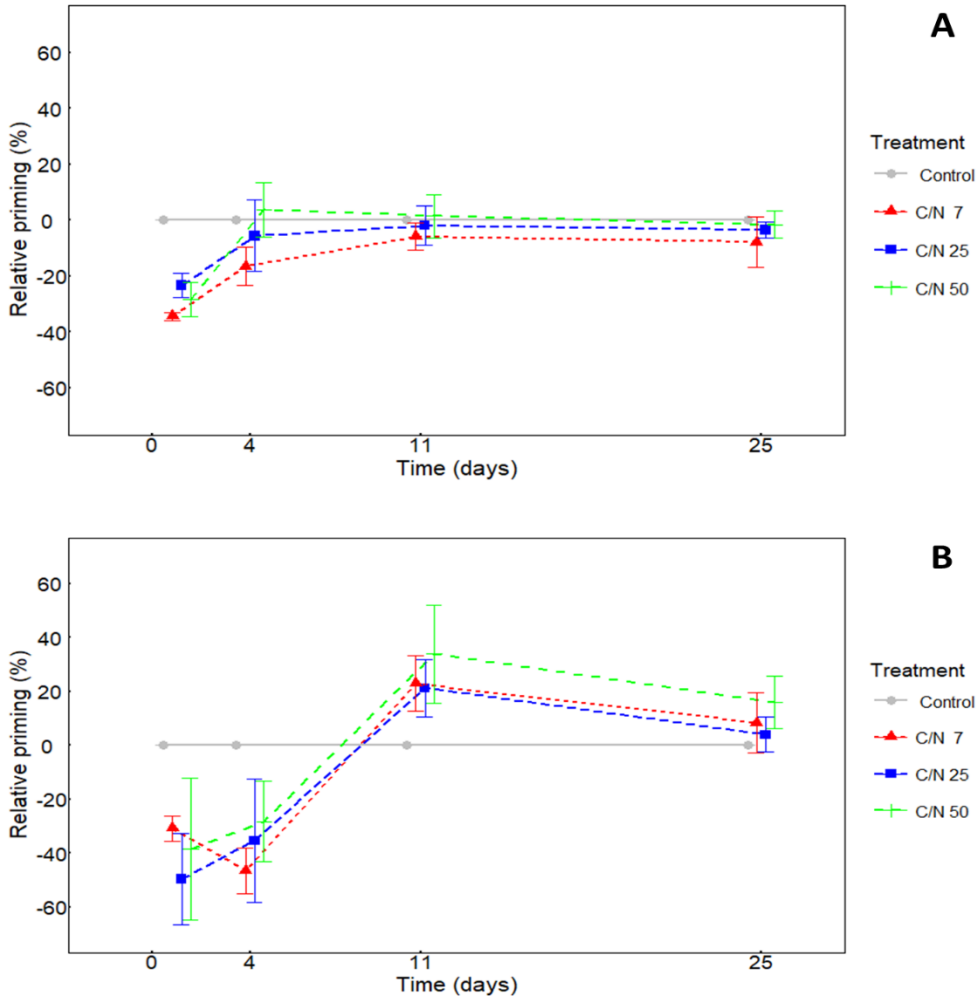 A
Relative priming (%)
60
40
20
0
-20
-40
-60
0 4 11 25
Time (days)
Treatment
Control
C/N 7
C/N 25
C/N 50
B
Relative priming (%)
60
40
20
0
-20
-40
-60
0 4 11 25
Time (days)
Treatment
Control
C/N 7
C/N 25
C/N 50